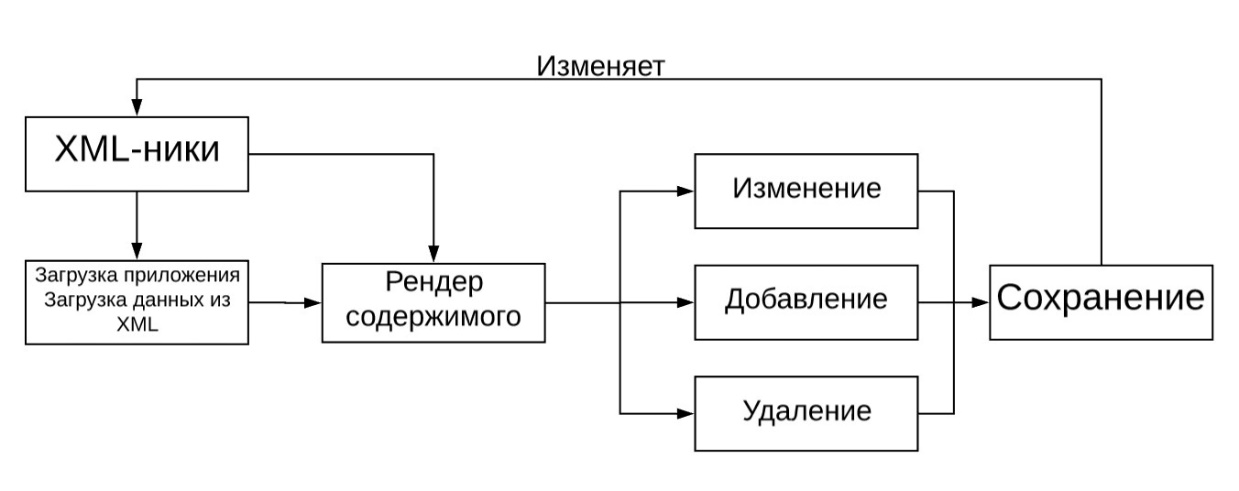 Изменяет
XML-ники
Загрузка приложения
Загрузка данных из
XML
Рендер
содержимого
Изменение
Добавление
Удаление
Сохранение